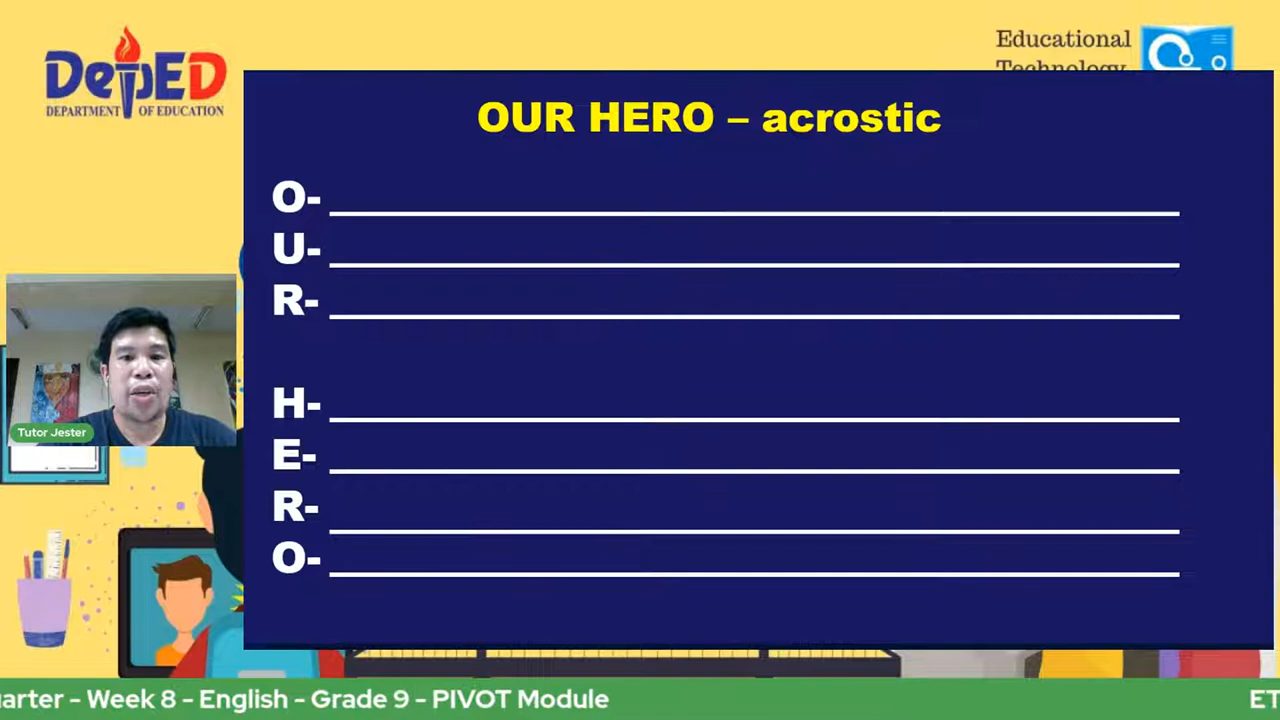 DepED
DEPARTMENT OF EDUCATION
Educational
Technology
OUR HERO – acrostic
O-
U-
R-
H-
E-
R-
O-
Tutor Jester
uarter - Week 8 - English - Grade 9 - PIVOT Module
ET